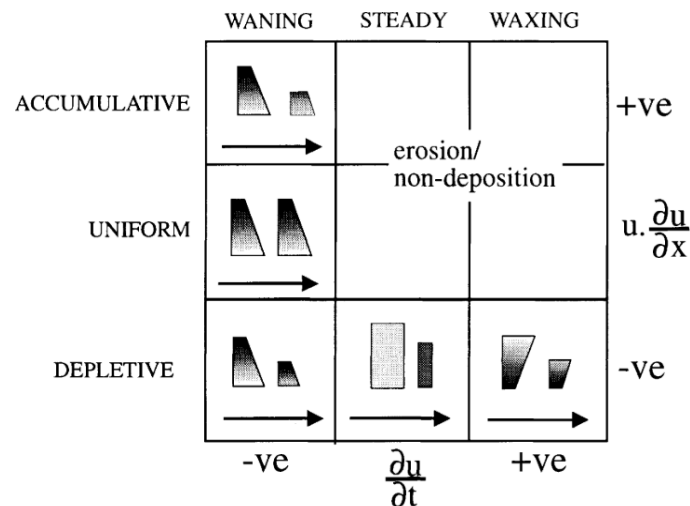 WANING STEADY WAXING
ACCUMULATIVE +ve
erosion/
non-deposition
UNIFORM u.∂u/∂x
DEPLETIVE -ve
-ve ∂u/∂t +ve